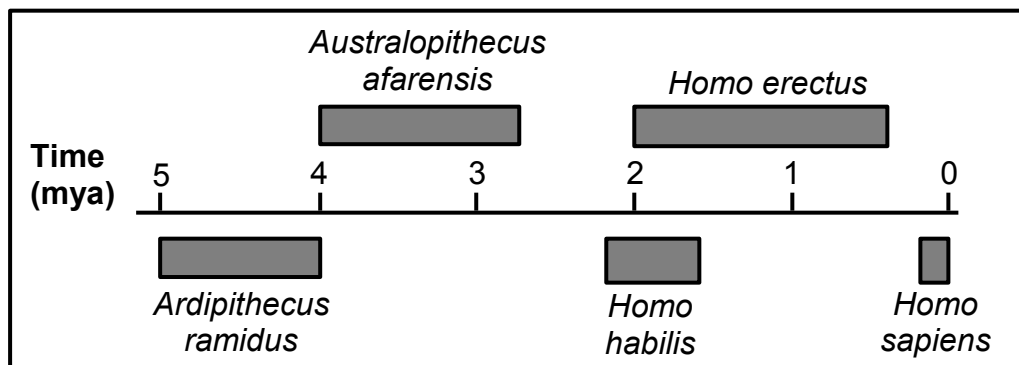 Australopithecus
afarensis
Homo erectus
Time
(mya)
5 4 3 2 1 0
Ardipithecus
ramidus
Homo
habilis
Homo
sapiens